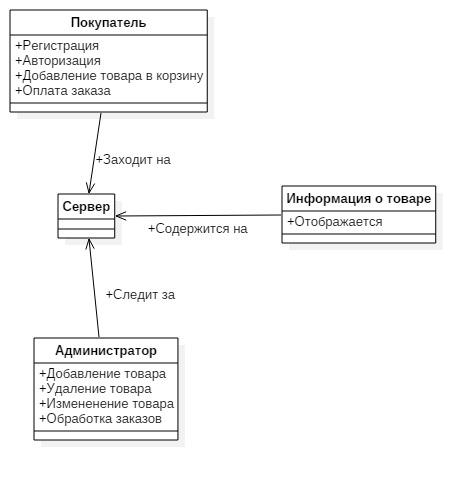 Покупатель
+Регистрация
+Авторизация
+Добавление товара в корзину
+Оплата заказа
+Заходит на
Сервер
Информация о товаре
+Отображается
+Содержится на
+Следит за
Администратор
+Добавление товара
+Удаление товара
+Измененение товара
+Обработка заказов